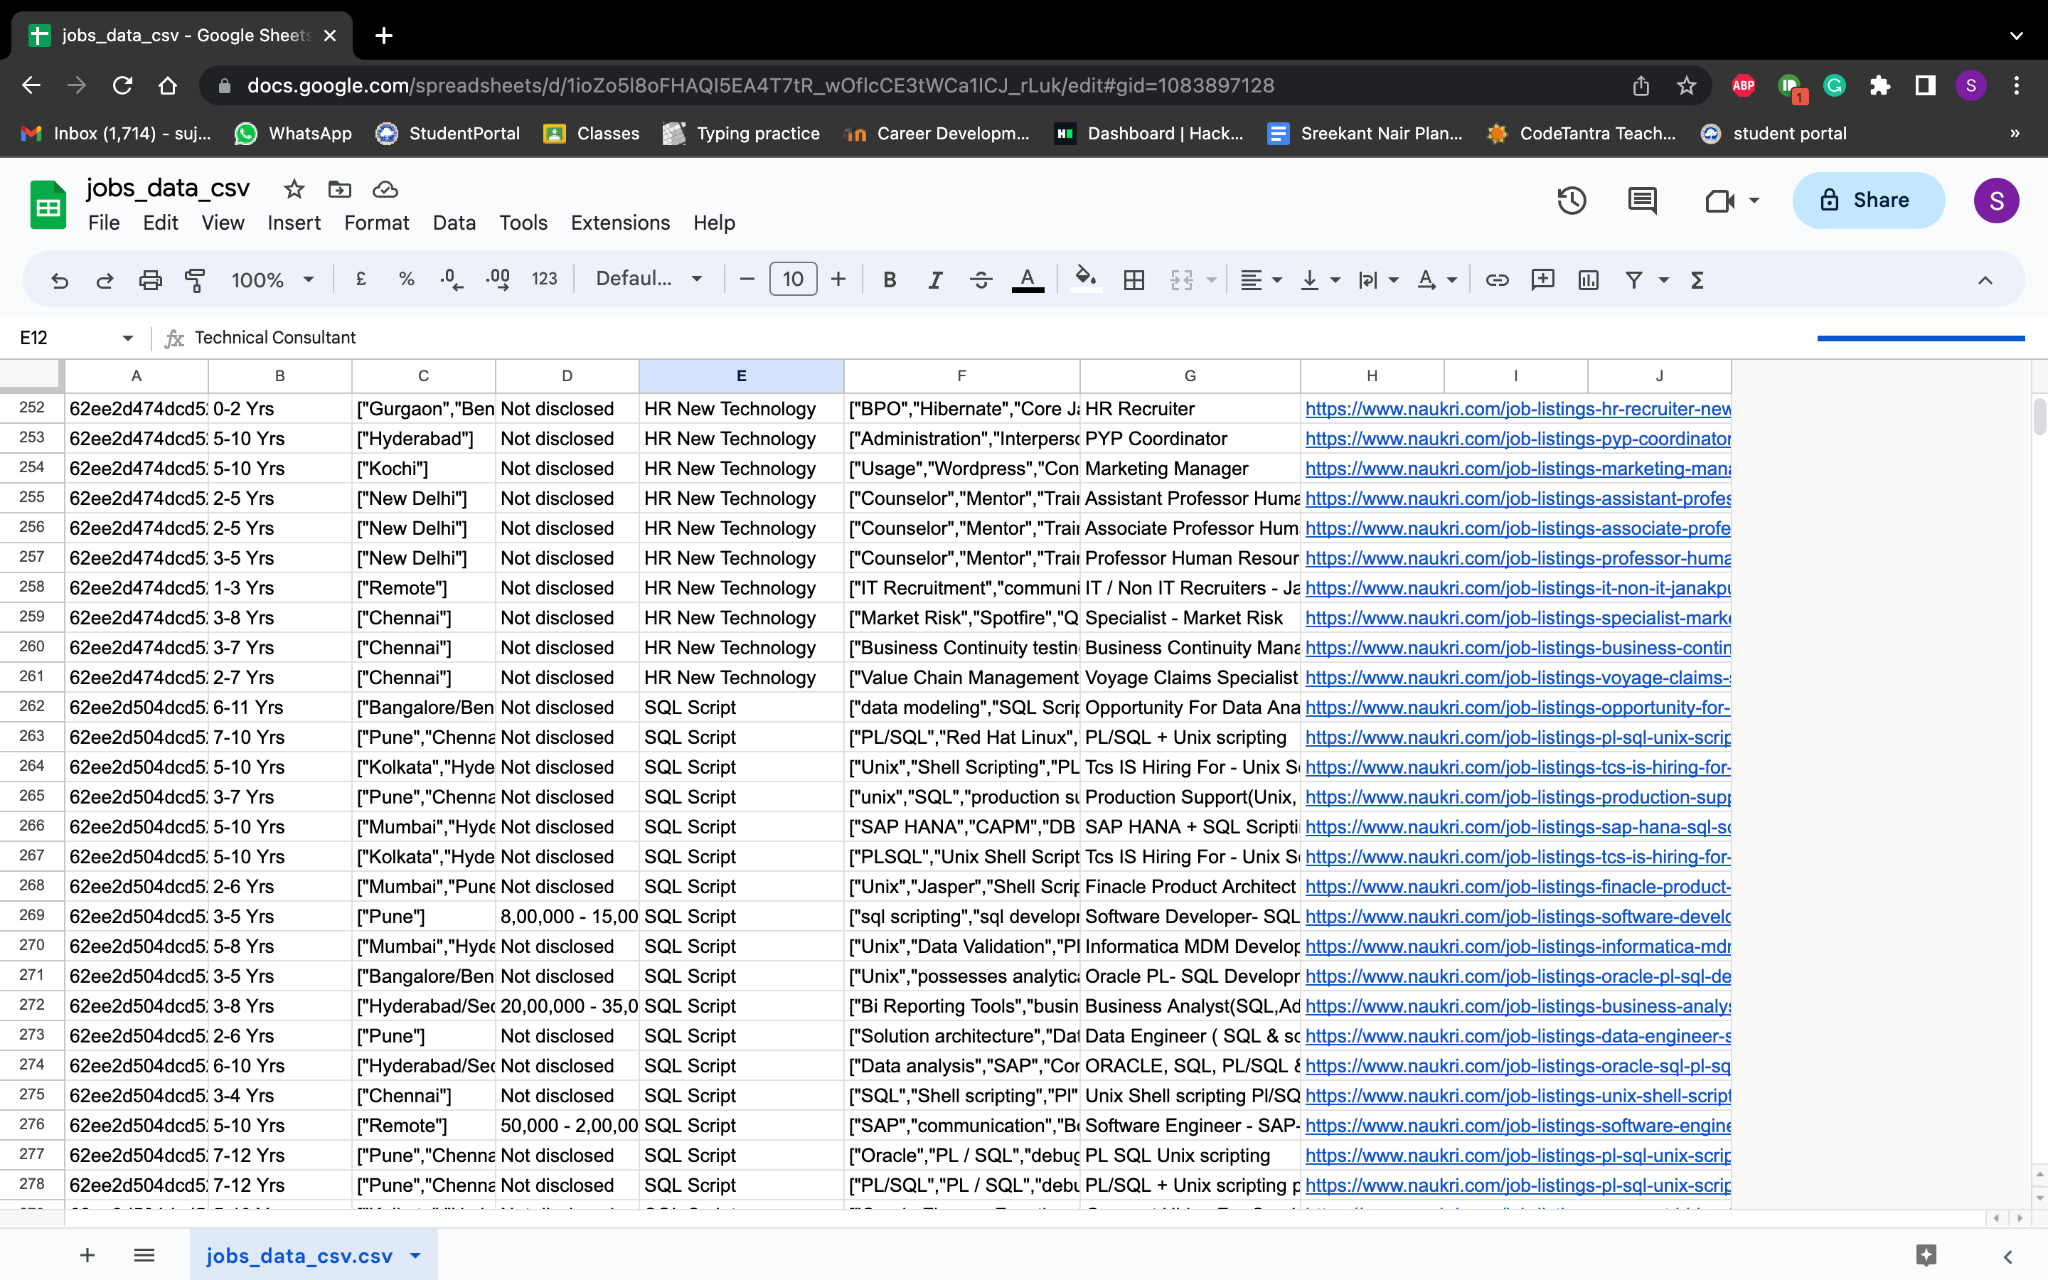 jobs_data_csv - Google Sheets
docs.google.com/spreadsheets/d/1ioZo5l8oFHAQI5EA4T7tR_wOflcCE3tWCa1lCJ_rLuk/edit#gid=1083897128
ABP 1 S
Inbox (1,714) - suj... WhatsApp StudentPortal Classes Typing practice Career Developm... Dashboard | Hack... Sreekant Nair Plan... CodeTantra Teach... student portal »
jobs_data_csv
File Edit View Insert Format Data Tools Extensions Help
Share S
100% £ % .0 .00 123 Defaul... − 10 + B I A Σ
E12 fx Technical Consultant
A B C D E F G H I J
252 62ee2d474dcd5 0-2 Yrs ["Gurgaon","Ben Not disclosed HR New Technology ["BPO","Hibernate","Core Ja HR Recruiter https://www.naukri.com/job-listings-hr-recruiter-new
253 62ee2d474dcd5 5-10 Yrs ["Hyderabad"] Not disclosed HR New Technology ["Administration","Interperso PYP Coordinator https://www.naukri.com/job-listings-pyp-coordinator
254 62ee2d474dcd5 5-10 Yrs ["Kochi"] Not disclosed HR New Technology ["Usage","Wordpress","Con Marketing Manager https://www.naukri.com/job-listings-marketing-mana
255 62ee2d474dcd5 2-5 Yrs ["New Delhi"] Not disclosed HR New Technology ["Counselor","Mentor","Trai Assistant Professor Huma https://www.naukri.com/job-listings-assistant-profes
256 62ee2d474dcd5 2-5 Yrs ["New Delhi"] Not disclosed HR New Technology ["Counselor","Mentor","Trai Associate Professor Hum https://www.naukri.com/job-listings-associate-profe
257 62ee2d474dcd5 3-5 Yrs ["New Delhi"] Not disclosed HR New Technology ["Counselor","Mentor","Trai Professor Human Resour https://www.naukri.com/job-listings-professor-huma
258 62ee2d474dcd5 1-3 Yrs ["Remote"] Not disclosed HR New Technology ["IT Recruitment","communi IT / Non IT Recruiters - Ja https://www.naukri.com/job-listings-it-non-it-janakpu
259 62ee2d474dcd5 3-8 Yrs ["Chennai"] Not disclosed HR New Technology ["Market Risk","Spotfire","Q Specialist - Market Risk https://www.naukri.com/job-listings-specialist-marke
260 62ee2d474dcd5 3-7 Yrs ["Chennai"] Not disclosed HR New Technology ["Business Continuity testin Business Continuity Mana https://www.naukri.com/job-listings-business-contin
261 62ee2d474dcd5 2-7 Yrs ["Chennai"] Not disclosed HR New Technology ["Value Chain Management Voyage Claims Specialist https://www.naukri.com/job-listings-voyage-claims-s
262 62ee2d504dcd5 6-11 Yrs ["Bangalore/Ben Not disclosed SQL Script ["data modeling","SQL Scrip Opportunity For Data Ana https://www.naukri.com/job-listings-opportunity-for-
263 62ee2d504dcd5 7-10 Yrs ["Pune","Chenna Not disclosed SQL Script ["PL/SQL","Red Hat Linux", PL/SQL + Unix scripting https://www.naukri.com/job-listings-pl-sql-unix-scrip
264 62ee2d504dcd5 5-10 Yrs ["Kolkata","Hyde Not disclosed SQL Script ["Unix","Shell Scripting","PL Tcs IS Hiring For - Unix S https://www.naukri.com/job-listings-tcs-is-hiring-for-
265 62ee2d504dcd5 3-7 Yrs ["Pune","Chenna Not disclosed SQL Script ["unix","SQL","production su Production Support(Unix, https://www.naukri.com/job-listings-production-supp
266 62ee2d504dcd5 5-10 Yrs ["Mumbai","Hyde Not disclosed SQL Script ["SAP HANA","CAPM","DB SAP HANA + SQL Scripti https://www.naukri.com/job-listings-sap-hana-sql-sc
267 62ee2d504dcd5 5-10 Yrs ["Kolkata","Hyde Not disclosed SQL Script ["PLSQL","Unix Shell Script Tcs IS Hiring For - Unix S https://www.naukri.com/job-listings-tcs-is-hiring-for-
268 62ee2d504dcd5 2-6 Yrs ["Mumbai","Pune Not disclosed SQL Script ["Unix","Jasper","Shell Scrip Finacle Product Architect https://www.naukri.com/job-listings-finacle-product-
269 62ee2d504dcd5 3-5 Yrs ["Pune"] 8,00,000 - 15,00 SQL Script ["sql scripting","sql developr Software Developer- SQL https://www.naukri.com/job-listings-software-develo
270 62ee2d504dcd5 5-8 Yrs ["Mumbai","Hyde Not disclosed SQL Script ["Unix","Data Validation","Pl Informatica MDM Develop https://www.naukri.com/job-listings-informatica-mdr
271 62ee2d504dcd5 3-5 Yrs ["Bangalore/Ben Not disclosed SQL Script ["Unix","possesses analytica Oracle PL- SQL Developr https://www.naukri.com/job-listings-oracle-pl-sql-de
272 62ee2d504dcd5 3-8 Yrs ["Hyderabad/Sec 20,00,000 - 35,0 SQL Script ["Bi Reporting Tools","busin Business Analyst(SQL,Ad https://www.naukri.com/job-listings-business-analys
273 62ee2d504dcd5 2-6 Yrs ["Pune"] Not disclosed SQL Script ["Solution architecture","Dat Data Engineer ( SQL & sc https://www.naukri.com/job-listings-data-engineer-s
274 62ee2d504dcd5 6-10 Yrs ["Hyderabad/Sec Not disclosed SQL Script ["Data analysis","SAP","Cor ORACLE, SQL, PL/SQL & https://www.naukri.com/job-listings-oracle-sql-pl-sq
275 62ee2d504dcd5 3-4 Yrs ["Chennai"] Not disclosed SQL Script ["SQL","Shell scripting","Pl" Unix Shell scripting Pl/SQ https://www.naukri.com/job-listings-unix-shell-script
276 62ee2d504dcd5 5-10 Yrs ["Remote"] 50,000 - 2,00,00 SQL Script ["SAP","communication","Be Software Engineer - SAP- https://www.naukri.com/job-listings-software-engine
277 62ee2d504dcd5 7-12 Yrs ["Pune","Chenna Not disclosed SQL Script ["Oracle","PL / SQL","debug PL SQL Unix scripting https://www.naukri.com/job-listings-pl-sql-unix-scrip
278 62ee2d504dcd5 7-12 Yrs ["Pune","Chenna Not disclosed SQL Script ["PL/SQL","PL / SQL","debu PL/SQL + Unix scripting p https://www.naukri.com/job-listings-pl-sql-unix-scrip
jobs_data_csv.csv